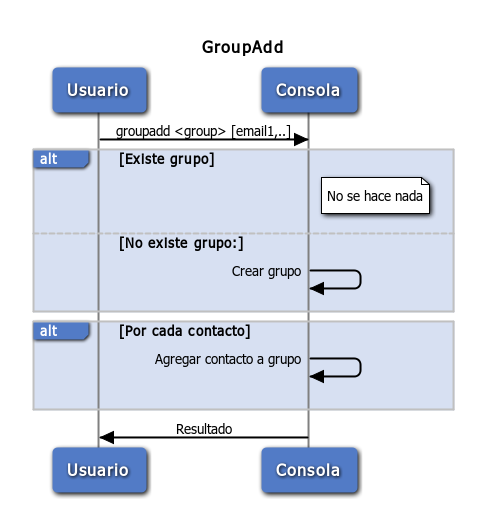 GroupAdd
Usuario
Consola
groupadd <group> [email1,..]
alt
[Existe grupo]
No se hace nada
[No existe grupo:]
Crear grupo
alt
[Por cada contacto]
Agregar contacto a grupo
Resultado
Usuario
Consola